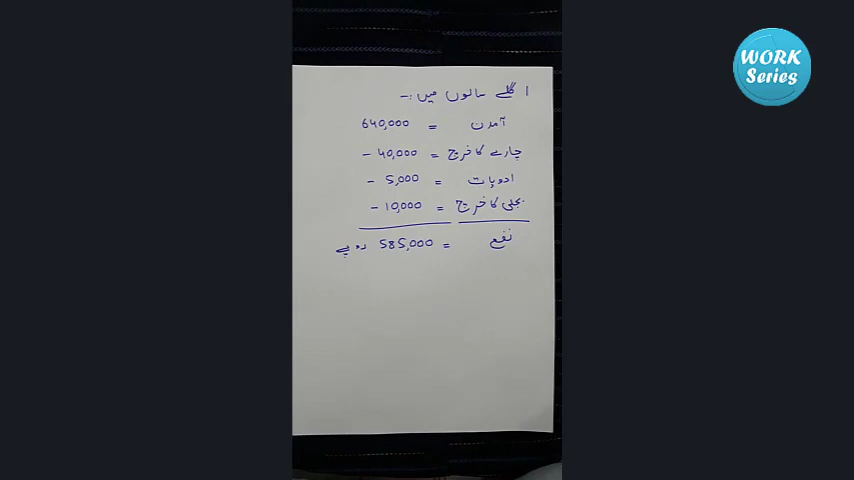 اگلے سالوں میں :-
آمدن = 640,000
چارے کا خرچ = 40,000 -
ادویات = 5,000 -
بجلی کا خرچ = 10,000 -
نفع = 585,000 روپے
WORK
Series